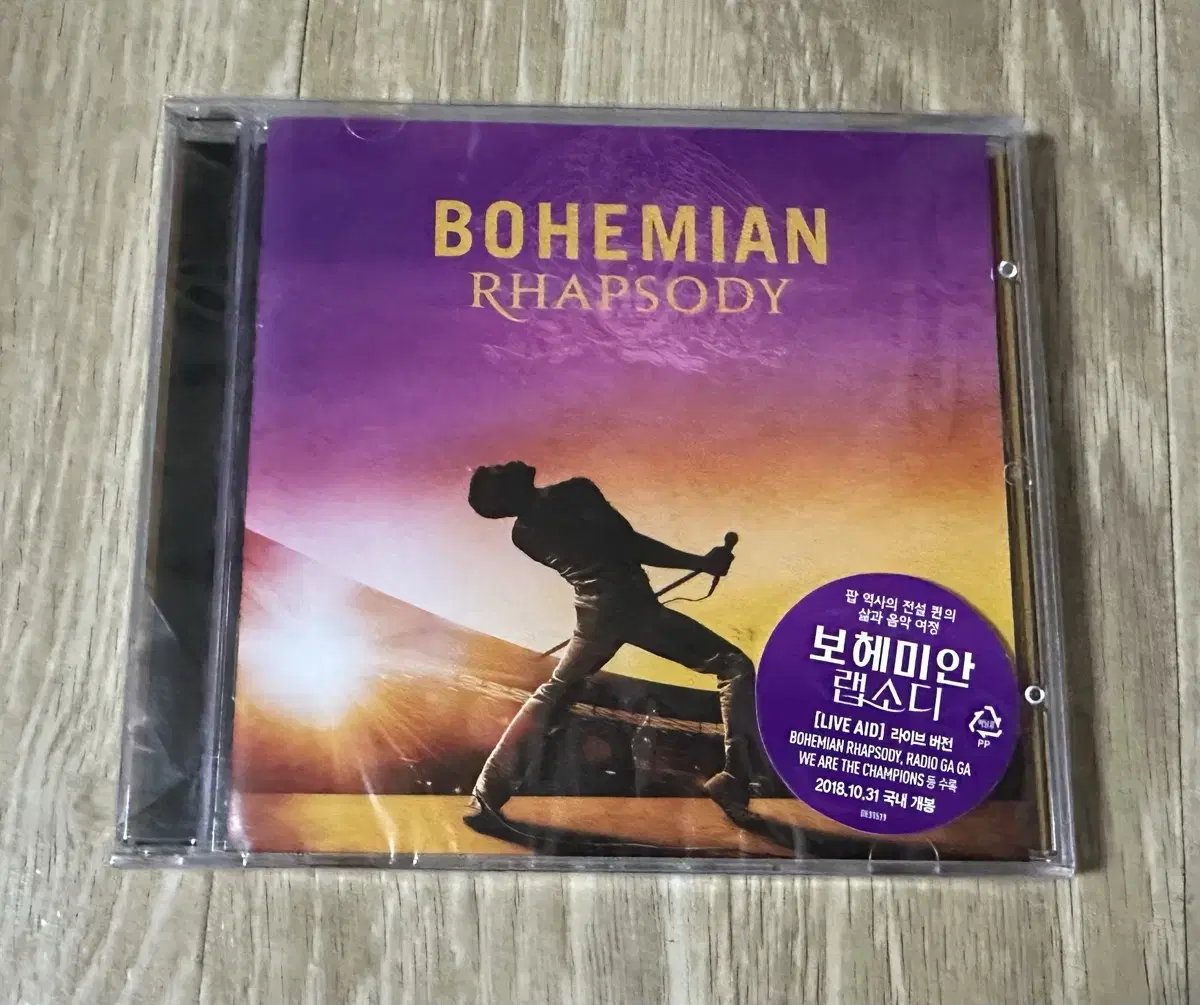 BOHEMIAN
RHAPSODY
팝 역사의 전설 퀸의
삶과 음악 여정
보헤미안
랩소디
[LIVE AID] 라이브 버전
BOHEMIAN RHAPSODY, RADIO GA GA
WE ARE THE CHAMPIONS 등 수록
2018.10.31 국내 개봉
PP